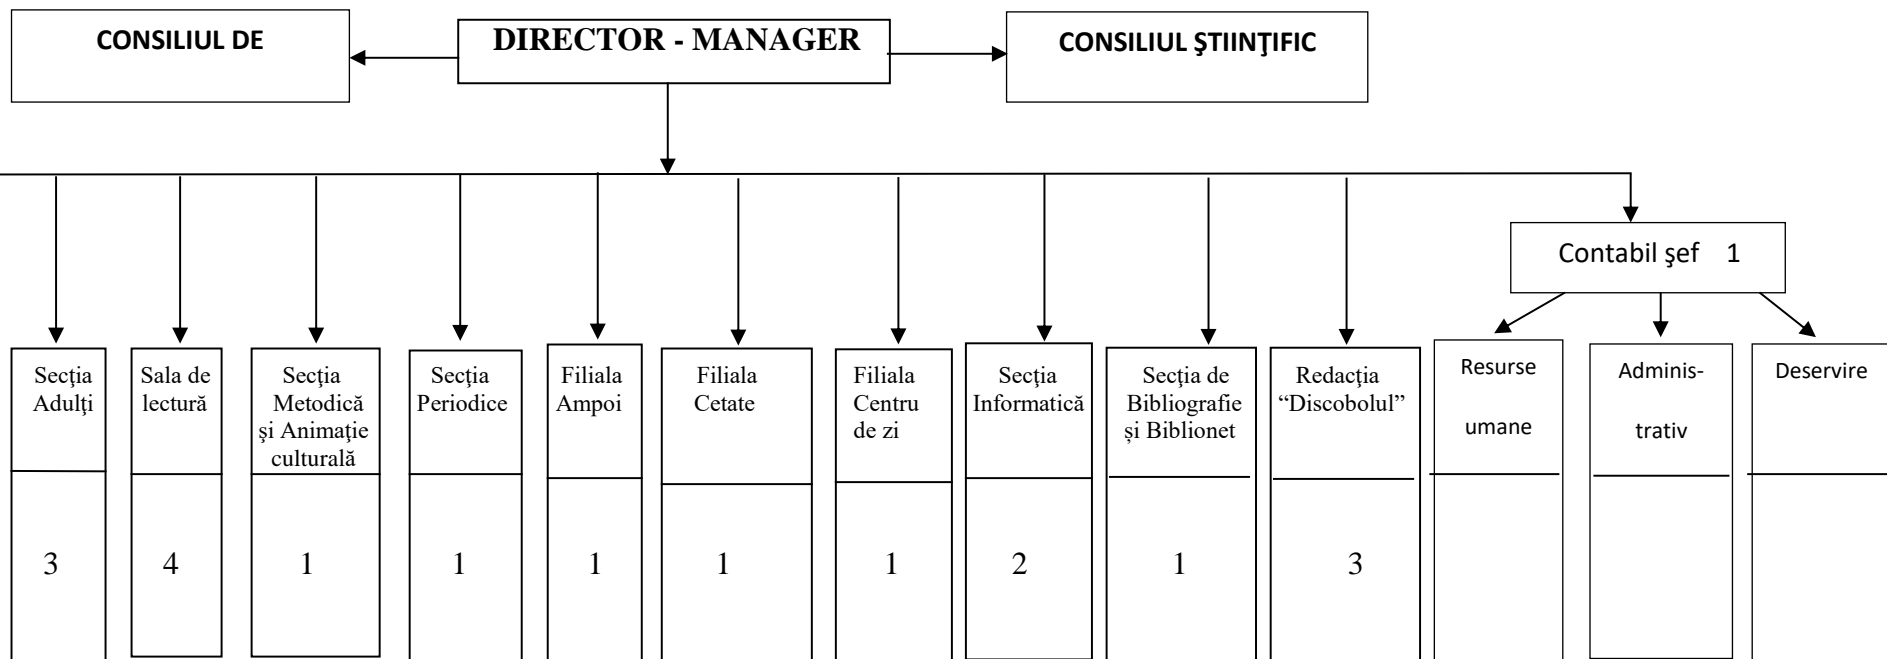 CONSILIUL DE
DIRECTOR - MANAGER
CONSILIUL ŞTIINŢIFIC
Contabil şef 1
Secţia
Adulţi
3
Sala de
lectură
4
Secţia
Metodică
şi Animaţie
culturală
1
Secţia
Periodice
1
Filiala
Ampoi
1
Filiala
Cetate
1
Filiala
Centru
de zi
1
Secţia
Informatică
2
Secţia de
Bibliografie
și Biblionet
1
Redacţia
“Discobolul”
3
Resurse
umane
Adminis-
trativ
Deservire